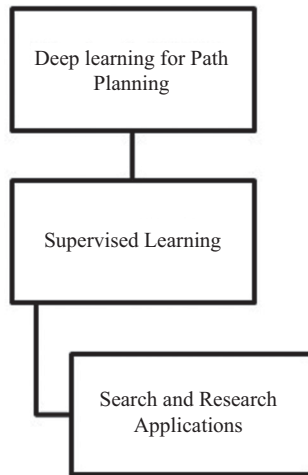 Deep learning for Path
Planning
Supervised Learning
Search and Research
Applications